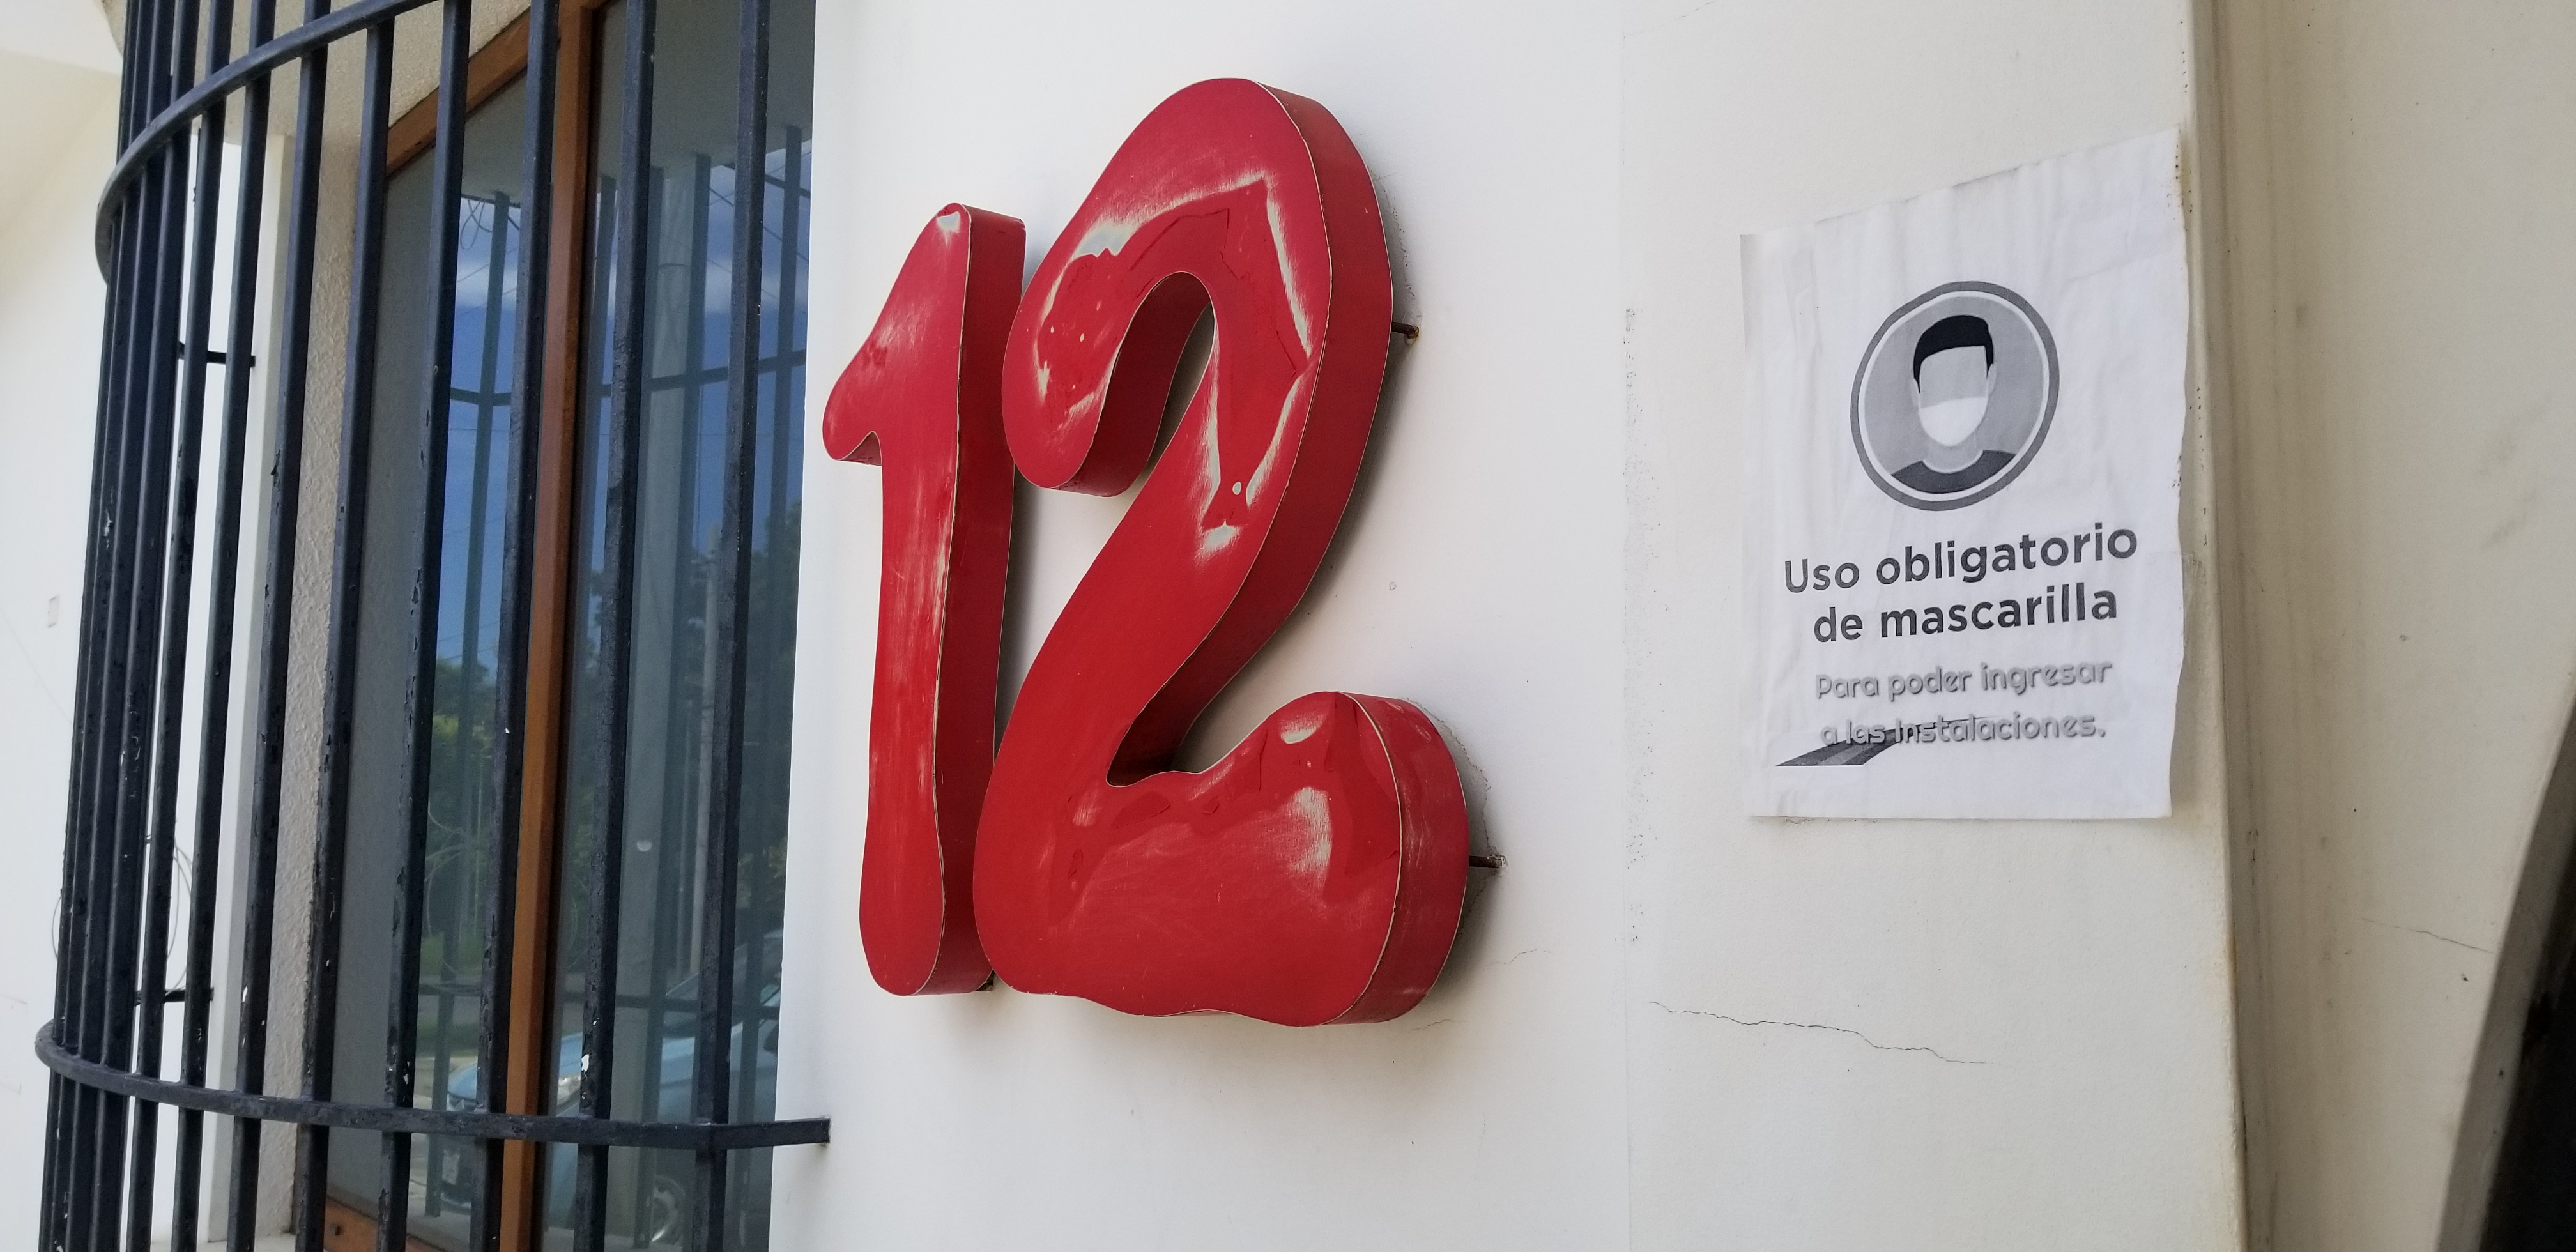 12
Uso obligatorio
de mascarilla
Para poder ingresar
a las Instalaciones.